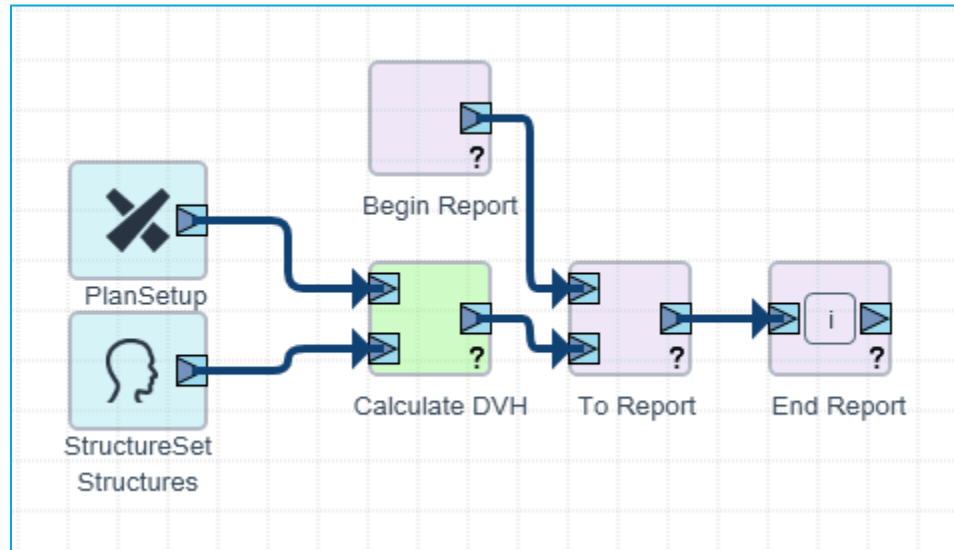 ?
Begin Report
PlanSetup
?
Calculate DVH
?
To Report
i
?
End Report
StructureSet
Structures